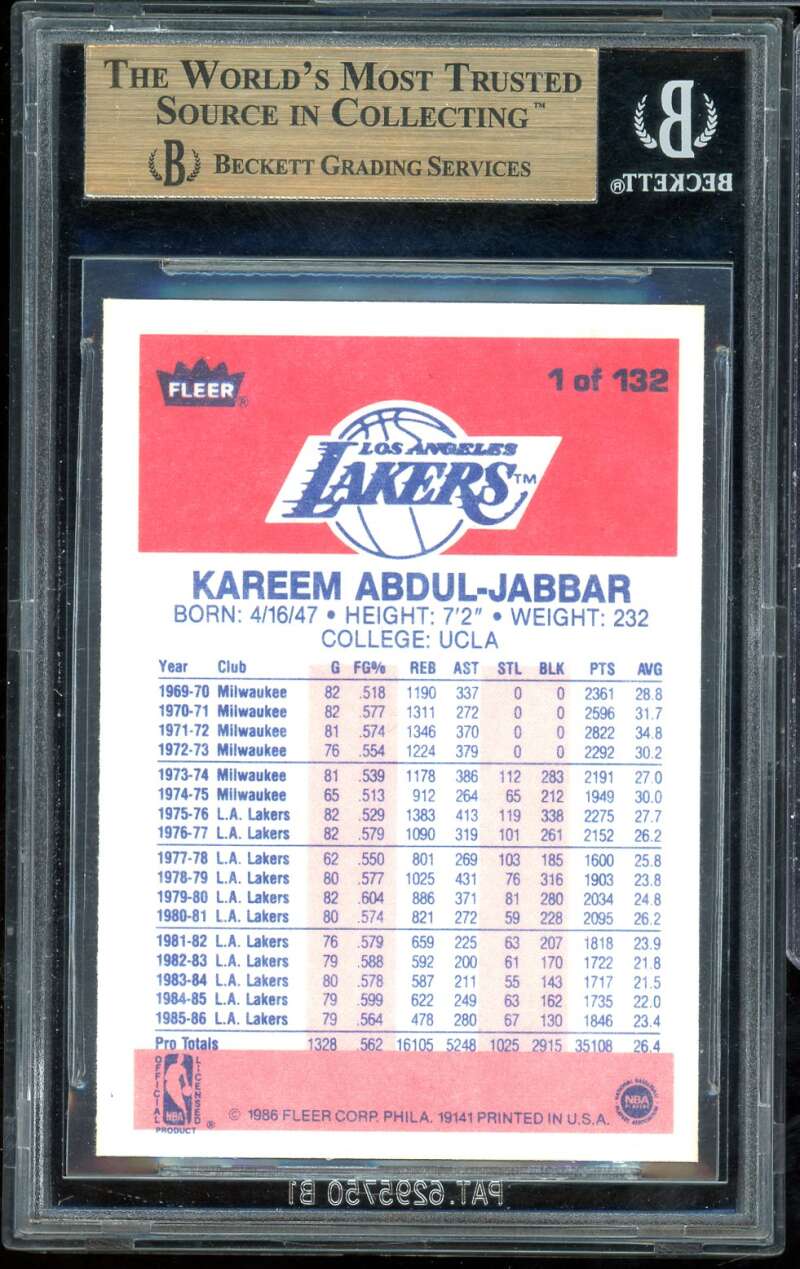 THE WORLD'S MOST TRUSTED
SOURCE IN COLLECTING™
B BECKETT GRADING SERVICES
B
BECKETT®
FLEER®
1 of 132
LOS ANGELES
LAKERS™
KAREEM ABDUL-JABBAR
BORN: 4/16/47 • HEIGHT: 7'2" • WEIGHT: 232
COLLEGE: UCLA
Year Club G FG% REB AST STL BLK PTS AVG
1969-70 Milwaukee 82 .518 1190 337 0 0 2361 28.8
1970-71 Milwaukee 82 .577 1311 272 0 0 2596 31.7
1971-72 Milwaukee 81 .574 1346 379 0 0 2822 34.8
1972-73 Milwaukee 76 .554 1224 379 0 0 2292 30.2
1973-74 Milwaukee 81 .539 1178 386 112 283 2191 27.0
1974-75 Milwaukee 65 .513 912 264 65 212 1949 30.0
1975-76 L.A. Lakers 82 .529 1383 413 119 338 2275 27.7
1976-77 L.A. Lakers 82 .579 1090 319 101 261 2152 26.2
1977-78 L.A. Lakers 62 .550 801 269 103 185 1600 25.8
1978-79 L.A. Lakers 80 .577 1025 431 76 316 1903 23.8
1979-80 L.A. Lakers 82 .604 886 371 81 280 2034 24.8
1980-81 L.A. Lakers 80 .574 821 272 59 228 2095 26.2
1981-82 L.A. Lakers 76 .579 659 225 63 207 1818 23.9
1982-83 L.A. Lakers 79 .588 592 200 61 170 1722 21.8
1983-84 L.A. Lakers 80 .578 587 211 55 143 1717 21.5
1984-85 L.A. Lakers 79 .599 622 249 63 162 1735 22.0
1985-86 L.A. Lakers 79 .564 478 280 67 130 1846 23.4
Pro Totals 1328 .562 16105 5248 1025 2915 35108 26.4
OFFICIAL LICENSED
NBA
PRODUCT ®
© 1986 FLEER CORP. PHILA. 19141 PRINTED IN U.S.A.
NATIONAL BASKETBALL
NBA
PLAYERS
PLAYERS ASSOCIATION
PAT.6295750 B1